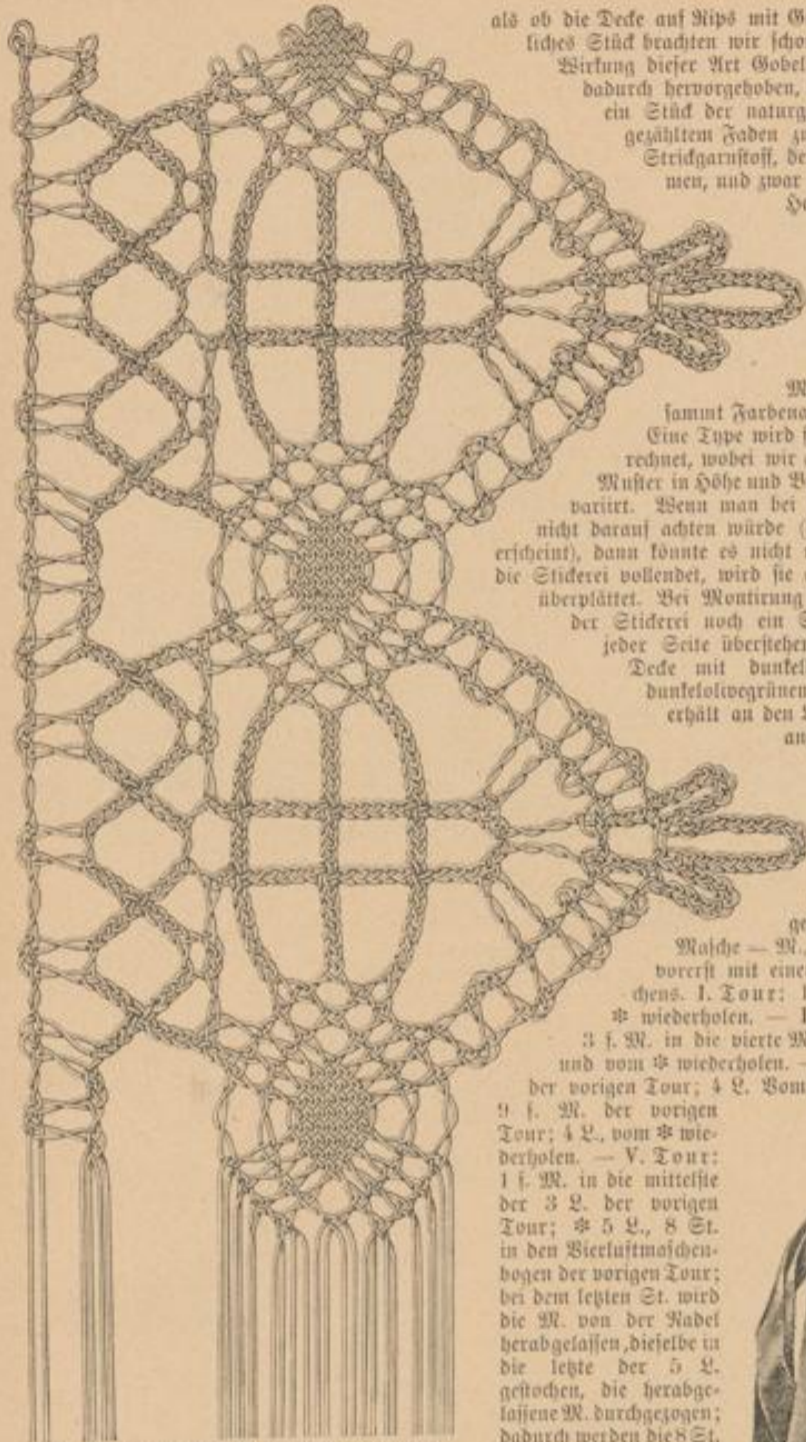 als ob die Decke auf Rips mit G
liches Stück brachten wir scho
Wirkung dieser Art Gobel
dadurch hervorgehoben,
ein Stück der naturg
gezähltem Faden z
Strickgarnstoff, de
men, und zwar
H
M
sammt Farbena
Eine Type wird
rechnet, wobei wir
Muster in Höhe und B
variirt. Wenn man bei
nicht darauf achten würde (
erscheint), dann könnte es nicht
die Stickerei vollendet, wird sie
überplättet. Bei Montirung
der Stickerei noch ein S
jeder Seite überstehen
Decke mit dunkel
dunkelolivegrünen
erhält an den
an
ge
Masche — M.,
vorerst mit eine
chens. I. Tour: 1
* wiederholen. — I
3 f. M. in die vierte M
und vom * wiederholen. —
der vorigen Tour; 4 L. Vom
9 f. M. der vorigen
Tour; 4 L., vom * wie-
derholen. — V. Tour:
1 f. M. in die mittelste
der 3 L. der vorigen
Tour; * 5 L., 8 St.
in den Vierluftmaschen-
bogen der vorigen Tour;
bei dem letzten St. wird
die M. von der Nadel
herabgelassen, dieselbe in
die letzte der 5 L.
gestochen, die herabge-
lassene M. durchgezogen;
dadurch werden die 8 St.